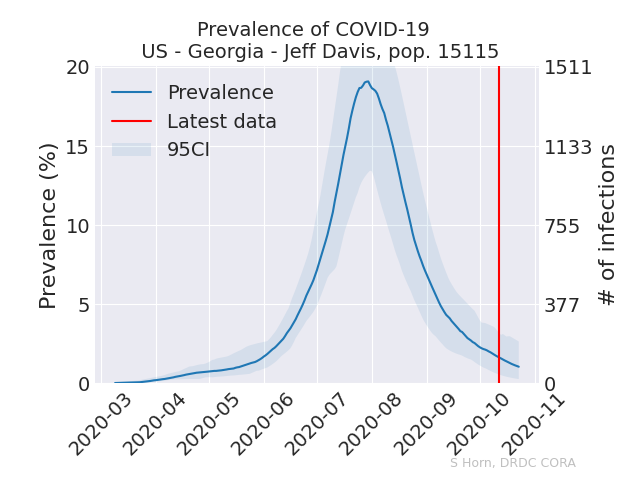 Prevalence of COVID-19
US - Georgia - Jeff Davis, pop. 15115
Prevalence
Latest data
95CI
Prevalence (%)
20
15
10
5
0
1511
1133
755
377
0
# of infections
2020-03
2020-04
2020-05
2020-06
2020-07
2020-08
2020-09
2020-10
2020-11
S Horn, DRDC CORA